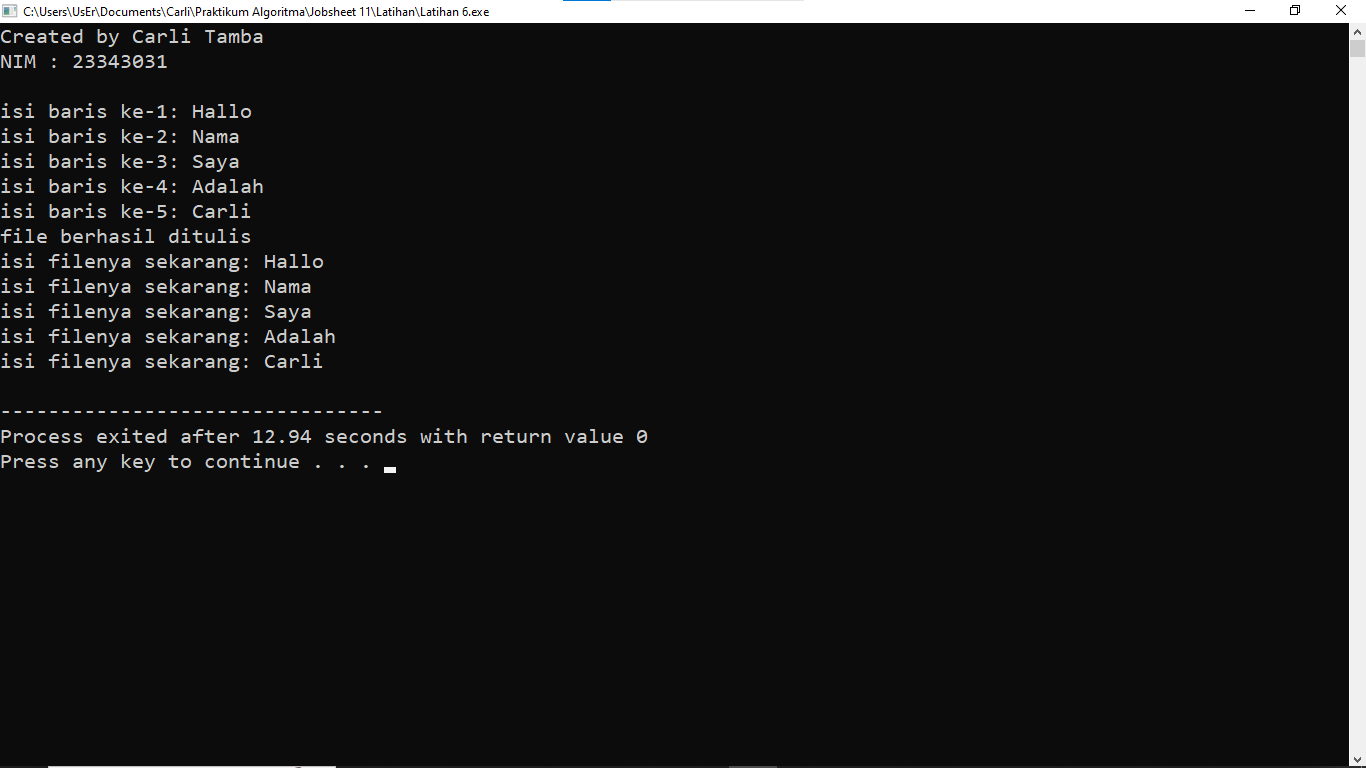 C:\Users\UsEr\Documents\Carli\Praktikum Algoritma\Jobsheet 11\Latihan\Latihan 6.exe
Created by Carli Tamba
NIM : 23343031
isi baris ke-1: Hallo
isi baris ke-2: Nama
isi baris ke-3: Saya
isi baris ke-4: Adalah
isi baris ke-5: Carli
file berhasil ditulis
isi filenya sekarang: Hallo
isi filenya sekarang: Nama
isi filenya sekarang: Saya
isi filenya sekarang: Adalah
isi filenya sekarang: Carli
--------------------------------
Process exited after 12.94 seconds with return value 0
Press any key to continue . . .